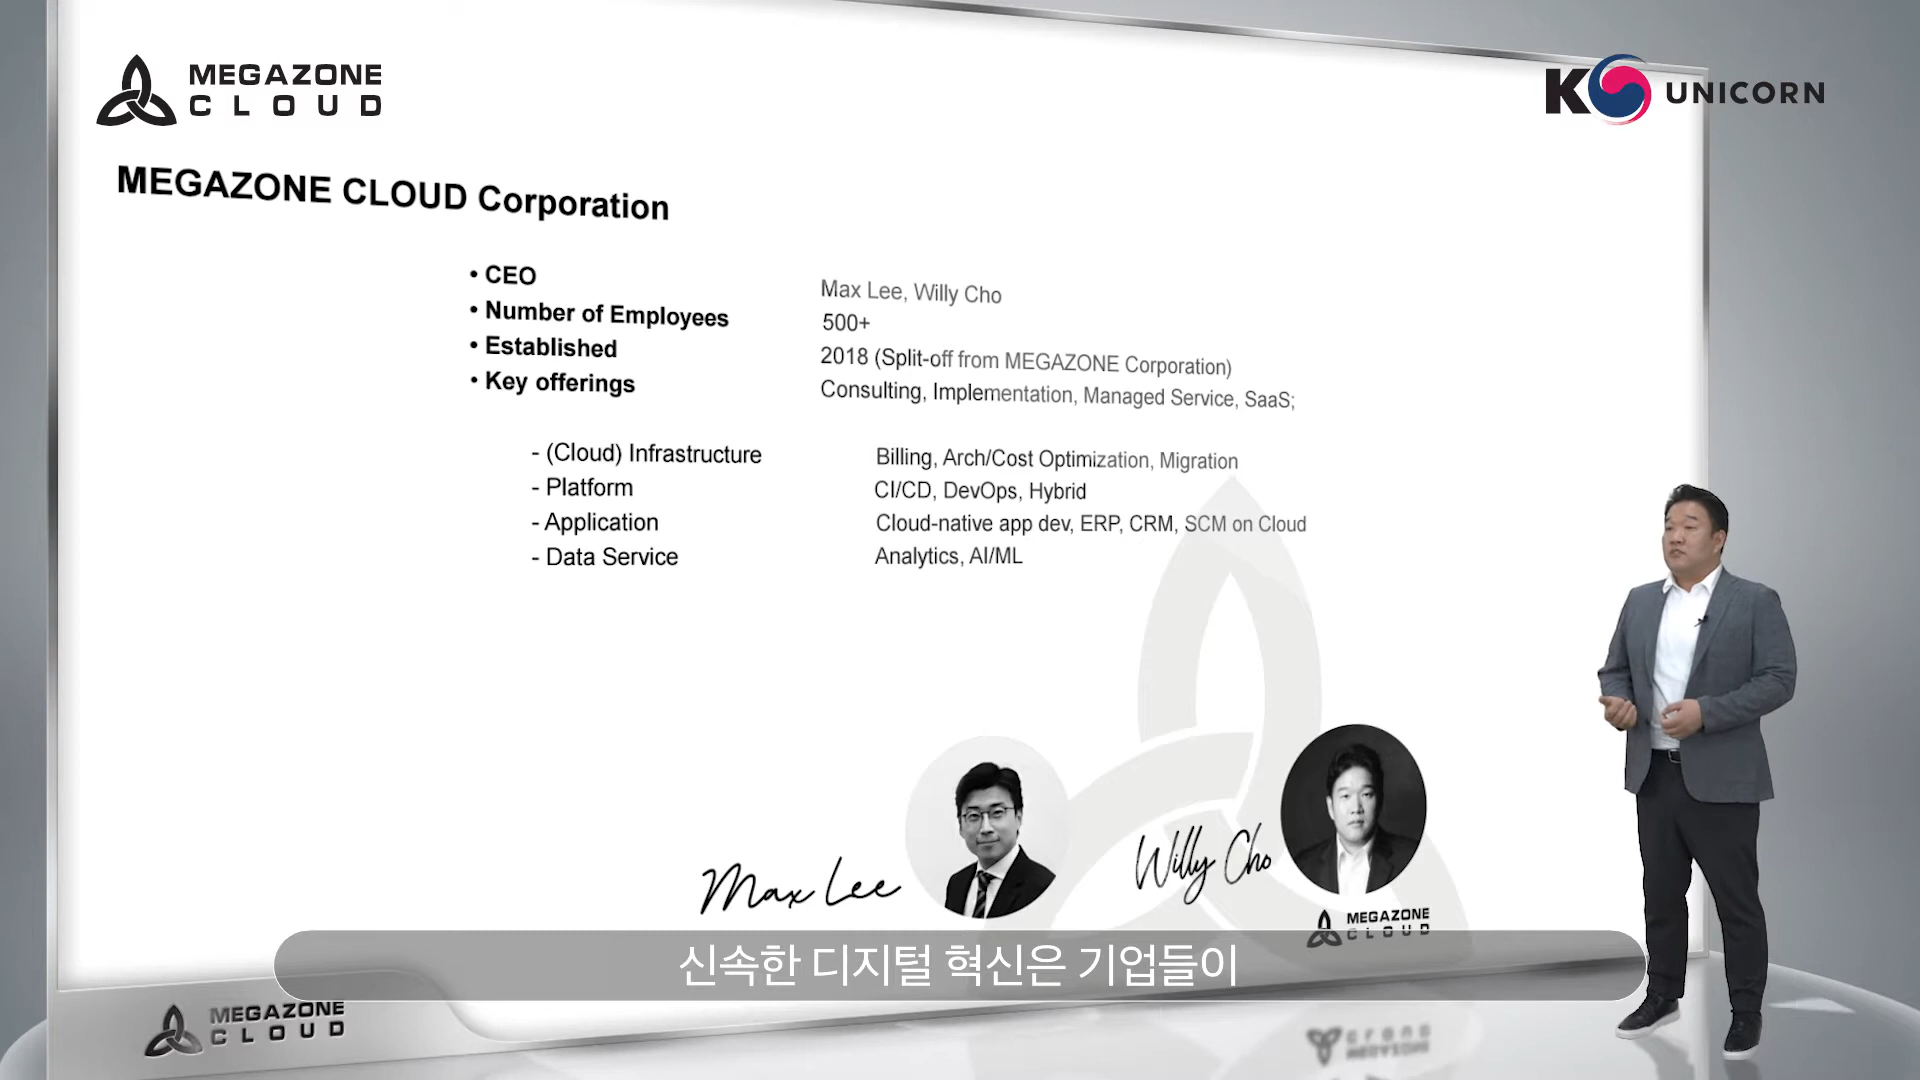 MEGAZONE
CLOUD
K UNICORN
MEGAZONE CLOUD Corporation
• CEO Max Lee, Willy Cho
• Number of Employees 500+
• Established 2018 (Split-off from MEGAZONE Corporation)
• Key offerings Consulting, Implementation, Managed Service, SaaS;
- (Cloud) Infrastructure Billing, Arch/Cost Optimization, Migration
- Platform CI/CD, DevOps, Hybrid
- Application Cloud-native app dev, ERP, CRM, SCM on Cloud
- Data Service Analytics, AI/ML
Max Lee
Willy Cho
MEGAZONE
CLOUD
신속한 디지털 혁신은 기업들이
MEGAZONE
CLOUD